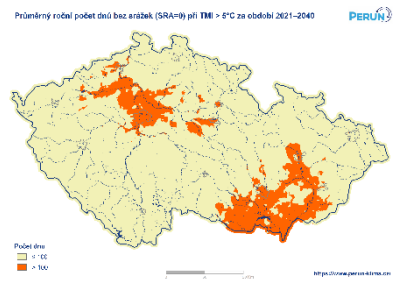 Průměrný roční počet dnů bez srážek (SRA=0) při TMI > 5°C za období 2021–2040
PERUN
Počet dnů
≤ 100
> 100
https://www.perun-klima.cz/